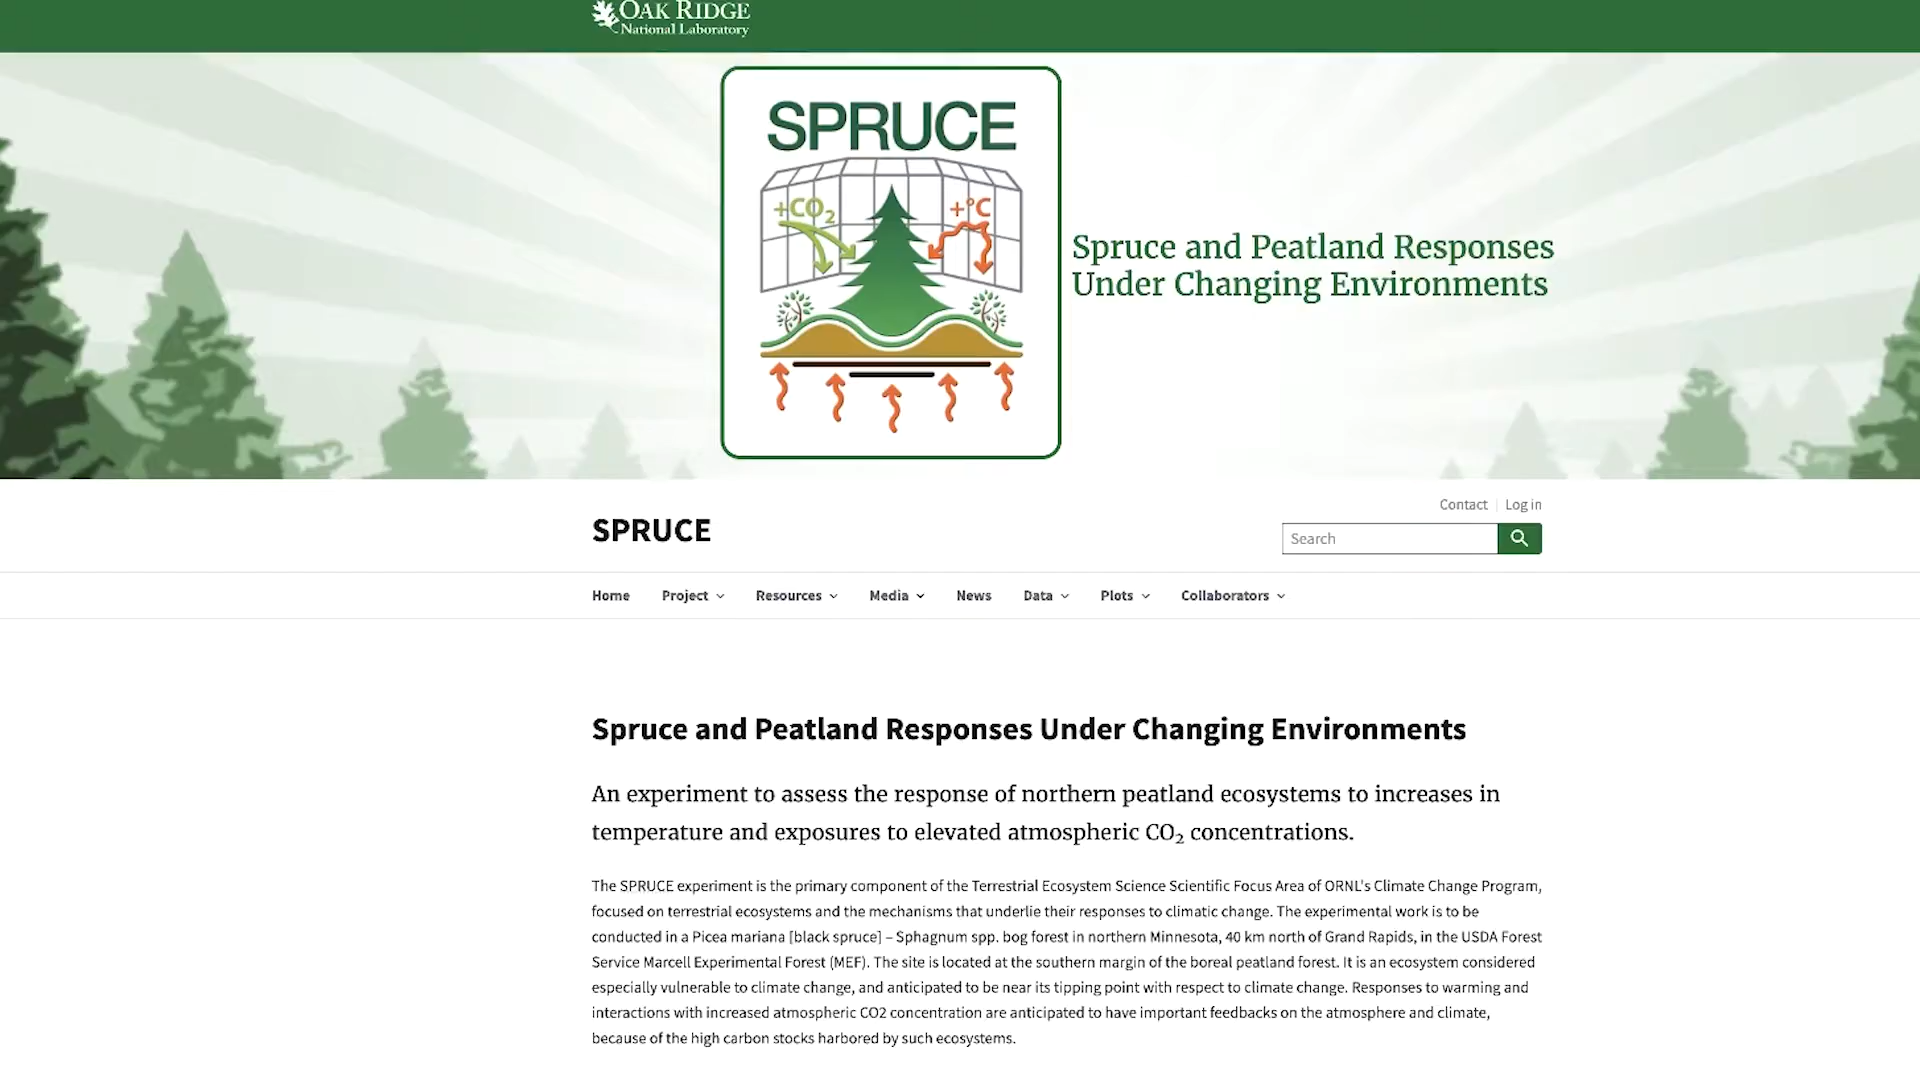 OAK RIDGE
National Laboratory
SPRUCE
+CO₂
+°C
Spruce and Peatland Responses
Under Changing Environments
Contact
Log in
SPRUCE
Search
Home
Project
Resources
Media
News
Data
Plots
Collaborators
Spruce and Peatland Responses Under Changing Environments
An experiment to assess the response of northern peatland ecosystems to increases in
temperature and exposures to elevated atmospheric CO₂ concentrations.
The SPRUCE experiment is the primary component of the Terrestrial Ecosystem Science Scientific Focus Area of ORNL's Climate Change Program,
focused on terrestrial ecosystems and the mechanisms that underlie their responses to climatic change. The experimental work is to be
conducted in a Picea mariana [black spruce] – Sphagnum spp. bog forest in northern Minnesota, 40 km north of Grand Rapids, in the USDA Forest
Service Marcell Experimental Forest (MEF). The site is located at the southern margin of the boreal peatland forest. It is an ecosystem considered
especially vulnerable to climate change, and anticipated to be near its tipping point with respect to climate change. Responses to warming and
interactions with increased atmospheric CO2 concentration are anticipated to have important feedbacks on the atmosphere and climate,
because of the high carbon stocks harbored by such ecosystems.